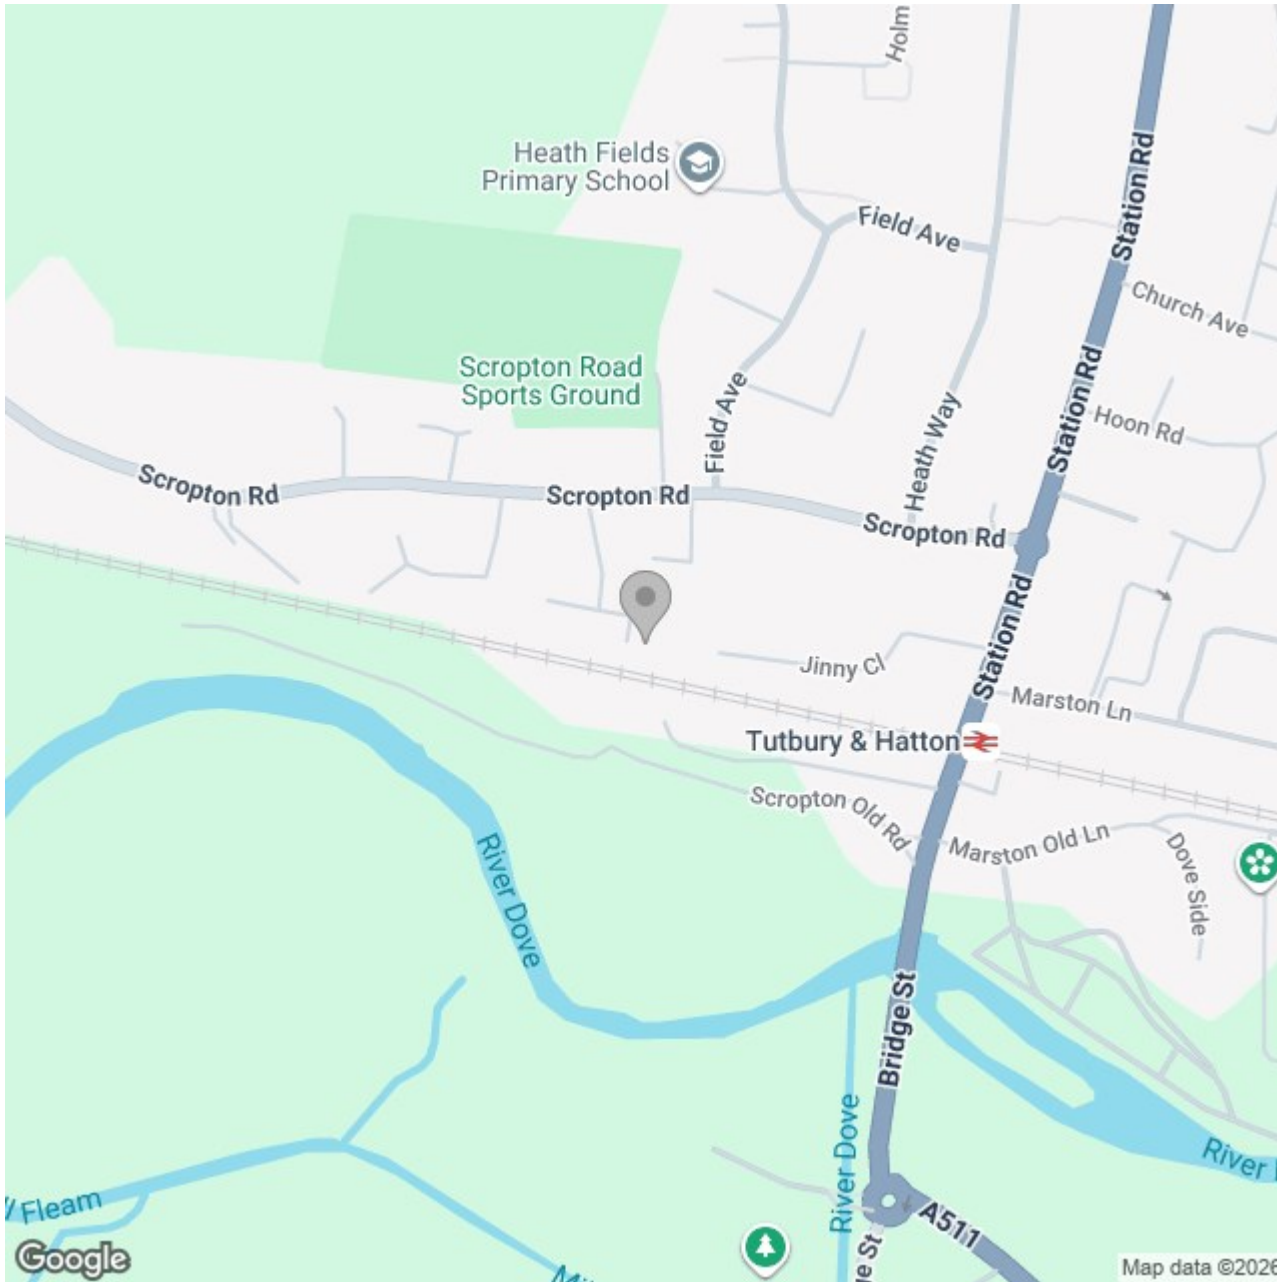 Holm
Heath Fields
Primary School
Field Ave
Station Rd
Church Ave
Scropton Road
Sports Ground
Field Ave
Heath Way
Station Rd
Hoon Rd
Scropton Rd
Scropton Rd
Scropton Rd
Station Rd
Jinny Cl
Marston Ln
Tutbury & Hatton
Scropton Old Rd
Marston Old Ln
Dove Side
River Dove
Bridge St
River Dove
River
Fleam
A511
Google
Map data ©2026